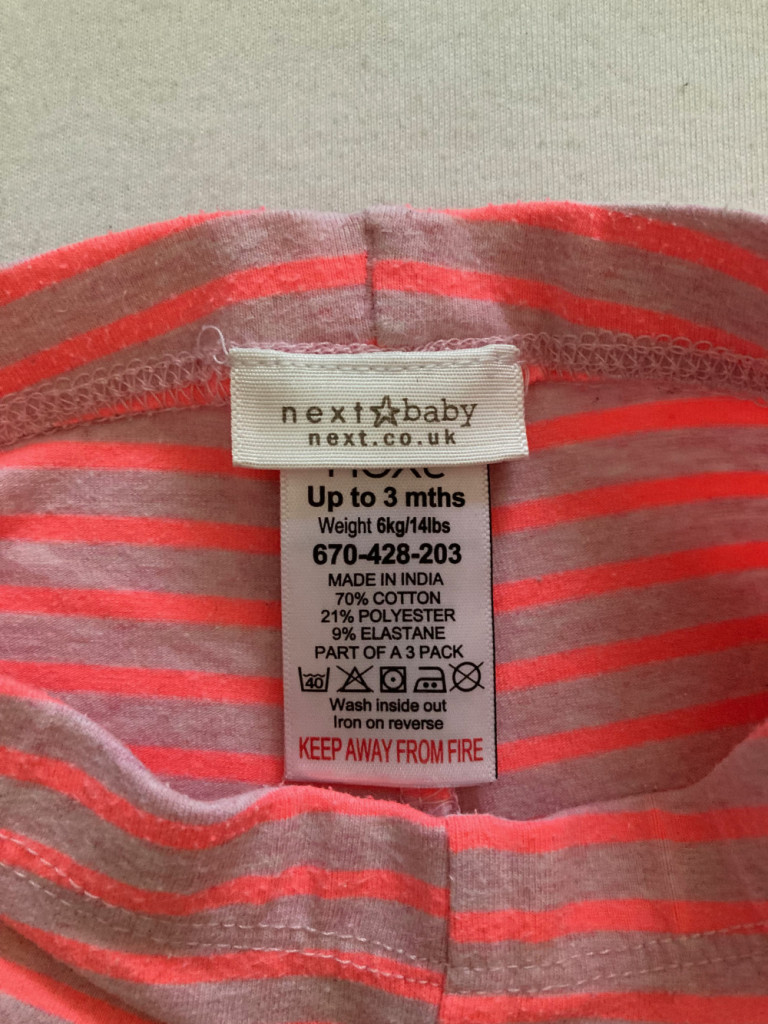 next baby
next.co.uk
Up to 3 mths
Weight 6kg/14lbs
670-428-203
MADE IN INDIA
70% COTTON
21% POLYESTER
9% ELASTANE
PART OF A 3 PACK
40
Wash inside out
Iron on reverse
KEEP AWAY FROM FIRE